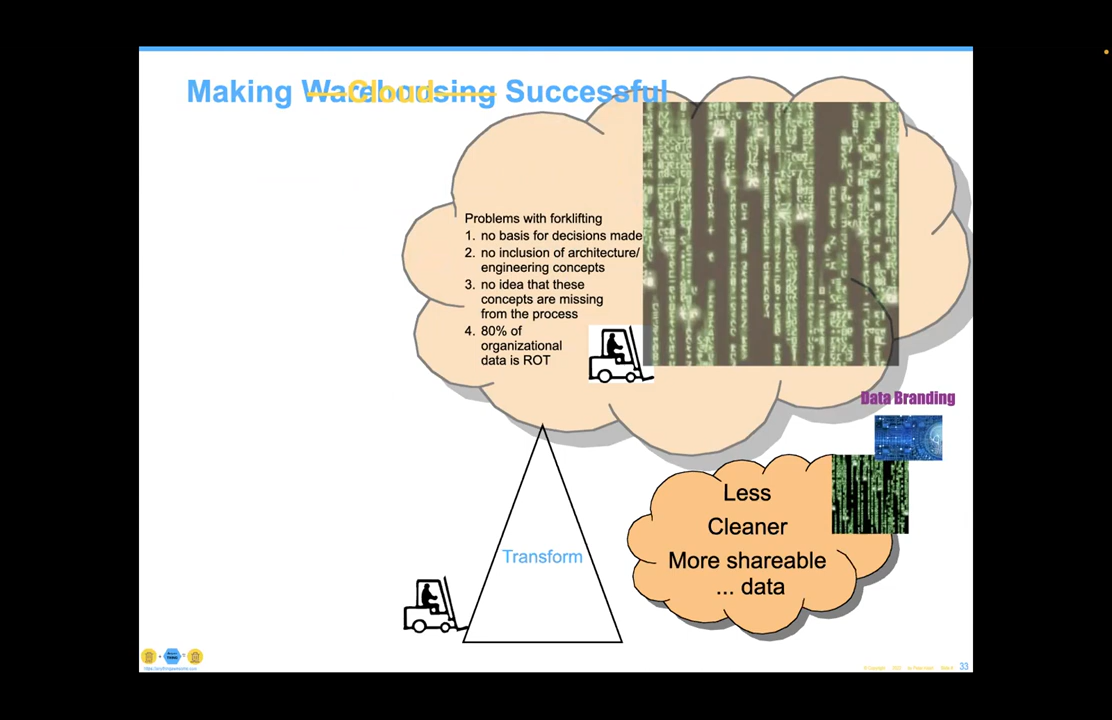 Making Warehousing Successful
Cloud
Problems with forklifting
1. no basis for decisions made
2. no inclusion of architecture/
engineering concepts
3. no idea that these
concepts are missing
from the process
4. 80% of
organizational
data is ROT
Data Branding
Less
Cleaner
More shareable
... data
Transform
33